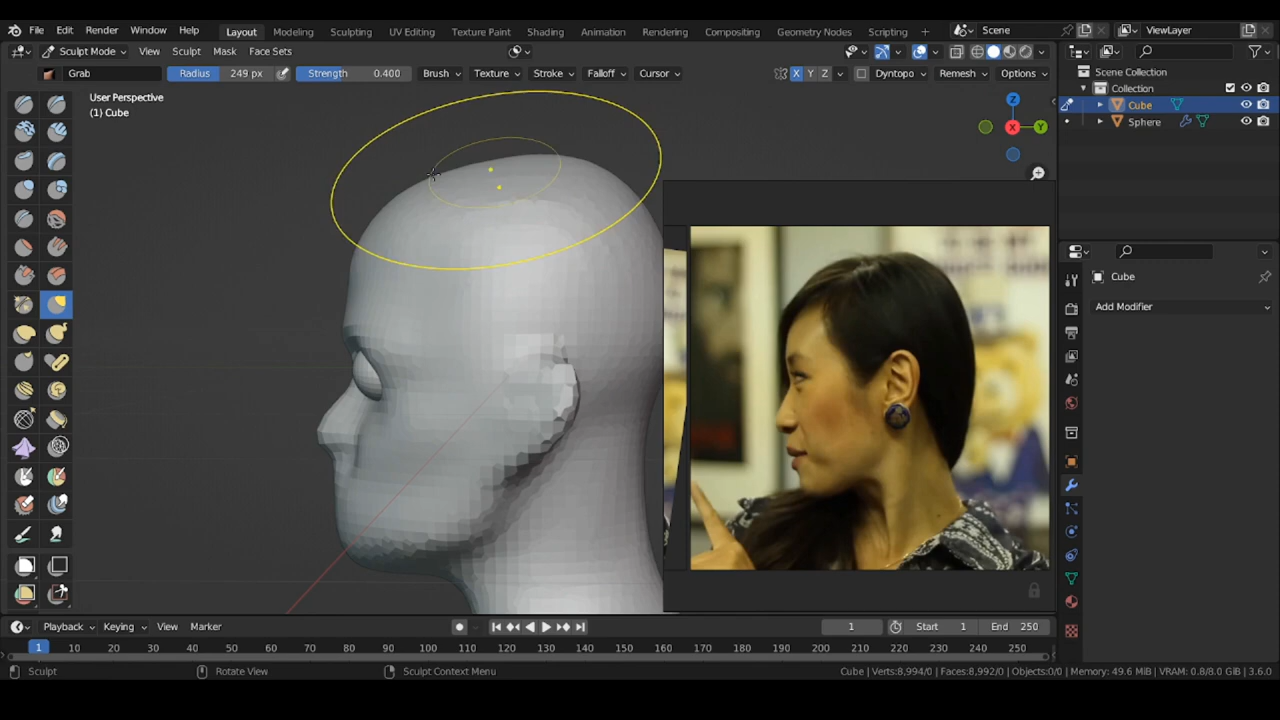 File Edit Render Window Help Layout Modeling Sculpting UV Editing Texture Paint Shading Animation Rendering Compositing Geometry Nodes Scripting + Scene ViewLayer
Sculpt Mode View Sculpt Mask Face Sets
Grab Radius 249 px Strength 0.400 Brush Texture Stroke Falloff Cursor X Y Z Dyntopo Remesh Options
Scene Collection
Collection
Cube
Sphere
User Perspective
(1) Cube
Z
X
Y
Cube
Add Modifier
Playback Keying View Marker 1 Start 1 End 250
1 10 20 30 40 50 60 70 80 90 100 110 120 130 140 150 160 170 180 190 200 210 220 230 240 250
Sculpt Rotate View Sculpt Context Menu Cube | Verts:8,994/0 | Faces:8,992/0 | Objects:0/0 | Memory: 49.6 MiB | VRAM: 0.8/8.0 GiB | 3.6.0